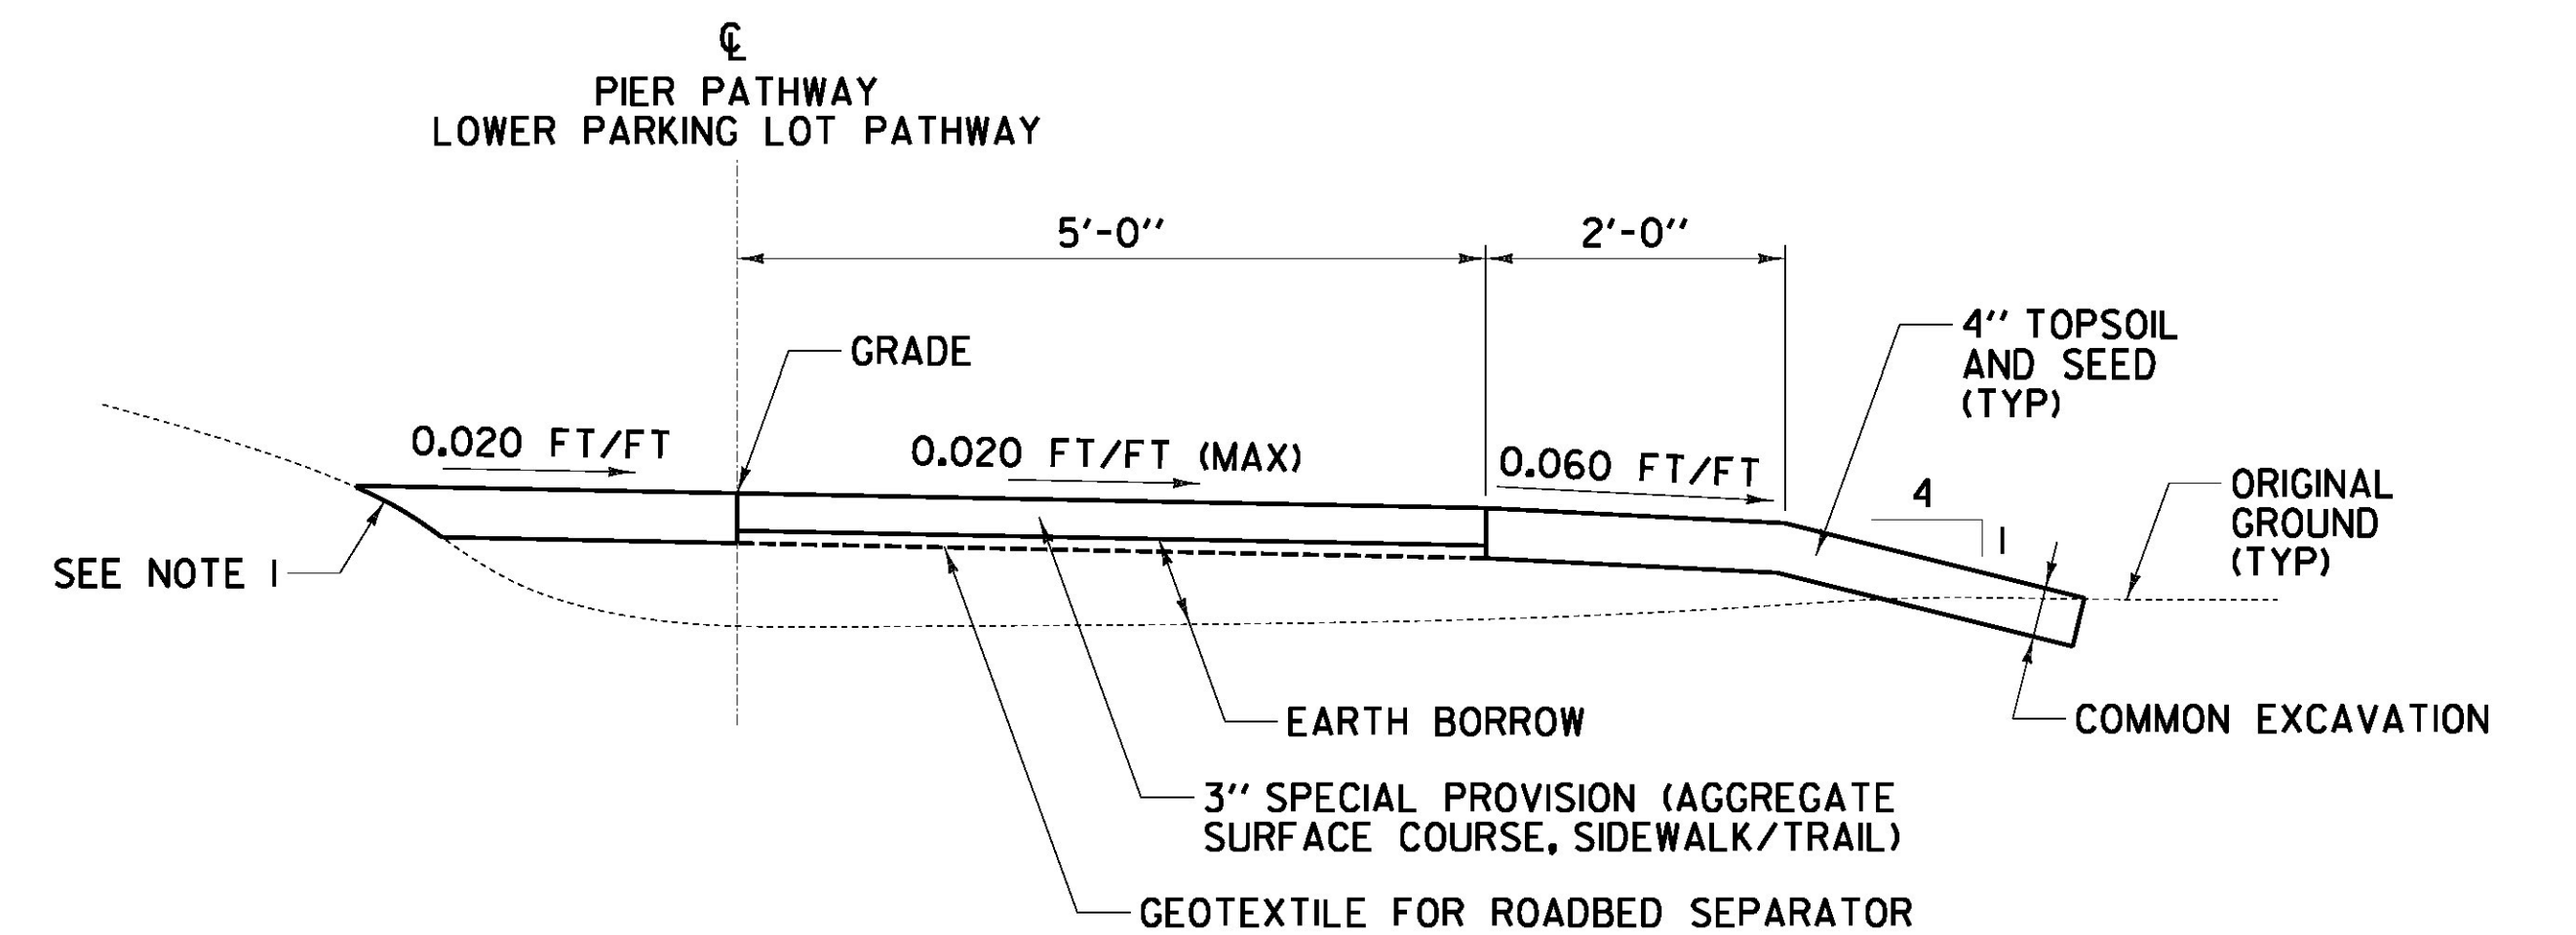 ℄
PIER PATHWAY
LOWER PARKING LOT PATHWAY
5'-0"
2'-0"
4" TOPSOIL
AND SEED
(TYP)
GRADE
0.020 FT/FT
0.020 FT/FT (MAX)
0.060 FT/FT
4
1
ORIGINAL
GROUND
(TYP)
SEE NOTE 1
EARTH BORROW
COMMON EXCAVATION
3" SPECIAL PROVISION (AGGREGATE
SURFACE COURSE, SIDEWALK/TRAIL)
GEOTEXTILE FOR ROADBED SEPARATOR